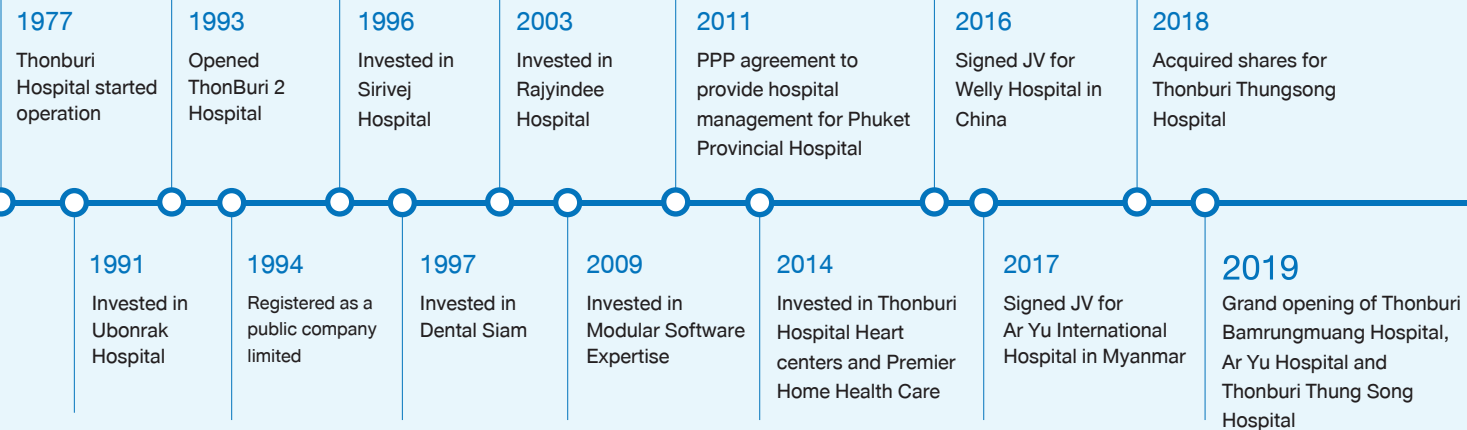 1977
Thonburi
Hospital started
operation
1991
Invested in
Ubonrak
Hospital
1993
Opened
ThonBuri 2
Hospital
1994
Registered as a
public company
limited
1996
Invested in
Sirivej
Hospital
1997
Invested in
Dental Siam
2003
Invested in
Rajyindee
Hospital
2009
Invested in
Modular Software
Expertise
2011
PPP agreement to
provide hospital
management for Phuket
Provincial Hospital
2014
Invested in Thonburi
Hospital Heart
centers and Premier
Home Health Care
2016
Signed JV for
Welly Hospital in
China
2017
Signed JV for
Ar Yu International
Hospital in Myanmar
2018
Acquired shares for
Thonburi Thungsong
Hospital
2019
Grand opening of Thonburi
Bamrungmuang Hospital,
Ar Yu Hospital and
Thonburi Thung Song
Hospital